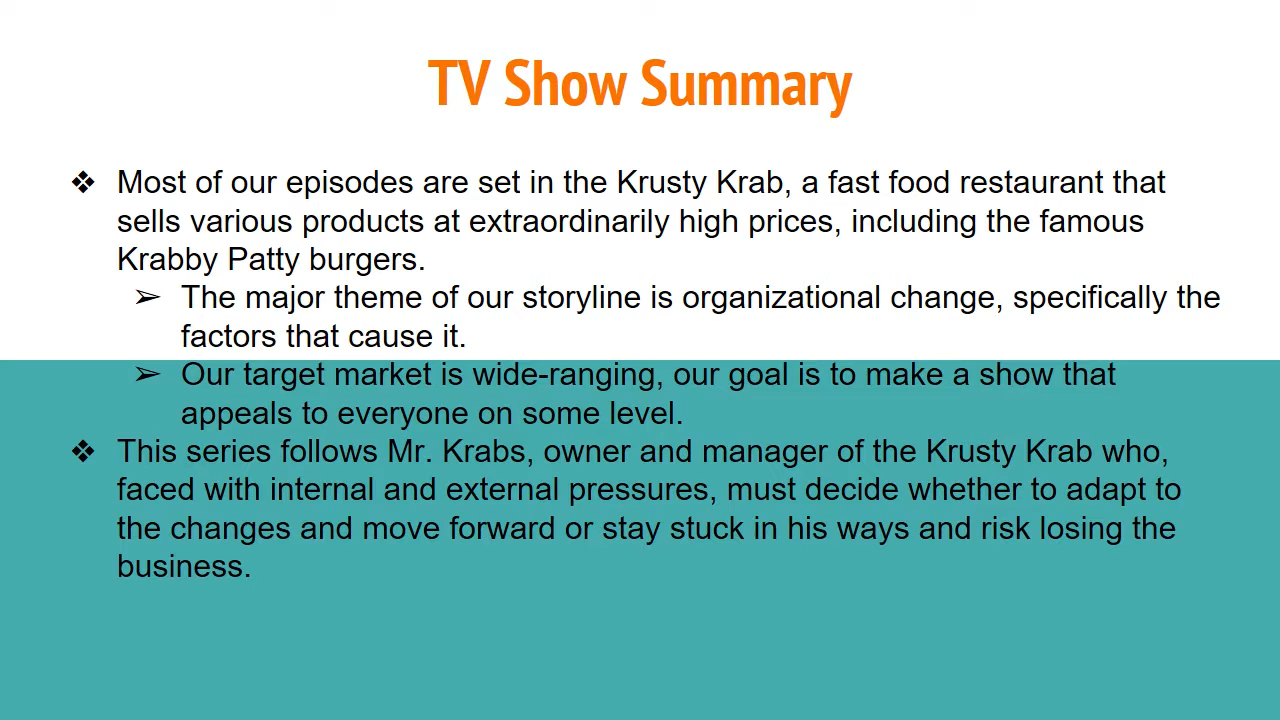 TV Show Summary
❖ Most of our episodes are set in the Krusty Krab, a fast food restaurant that
sells various products at extraordinarily high prices, including the famous
Krabby Patty burgers.
➢ The major theme of our storyline is organizational change, specifically the
factors that cause it.
➢ Our target market is wide-ranging, our goal is to make a show that
appeals to everyone on some level.
❖ This series follows Mr. Krabs, owner and manager of the Krusty Krab who,
faced with internal and external pressures, must decide whether to adapt to
the changes and move forward or stay stuck in his ways and risk losing the
business.